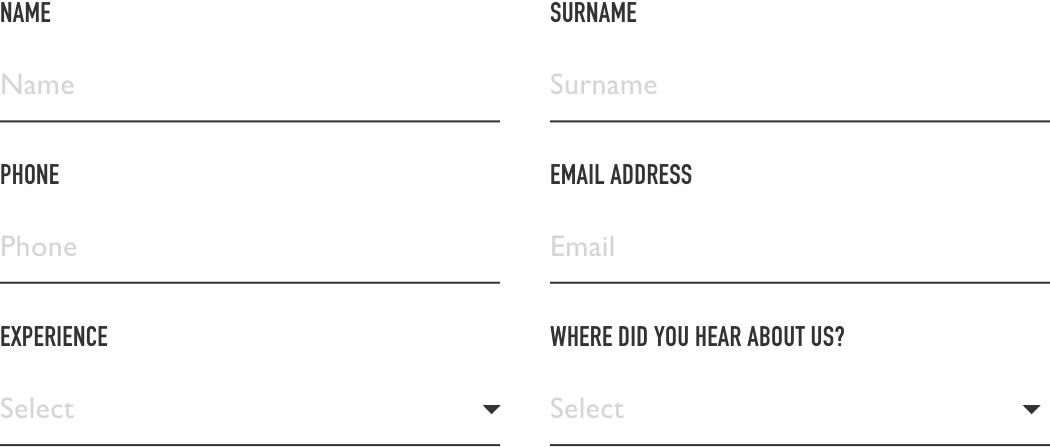 NAME SURNAME
Name Surname
PHONE EMAIL ADDRESS
Phone Email
EXPERIENCE WHERE DID YOU HEAR ABOUT US?
Select Select